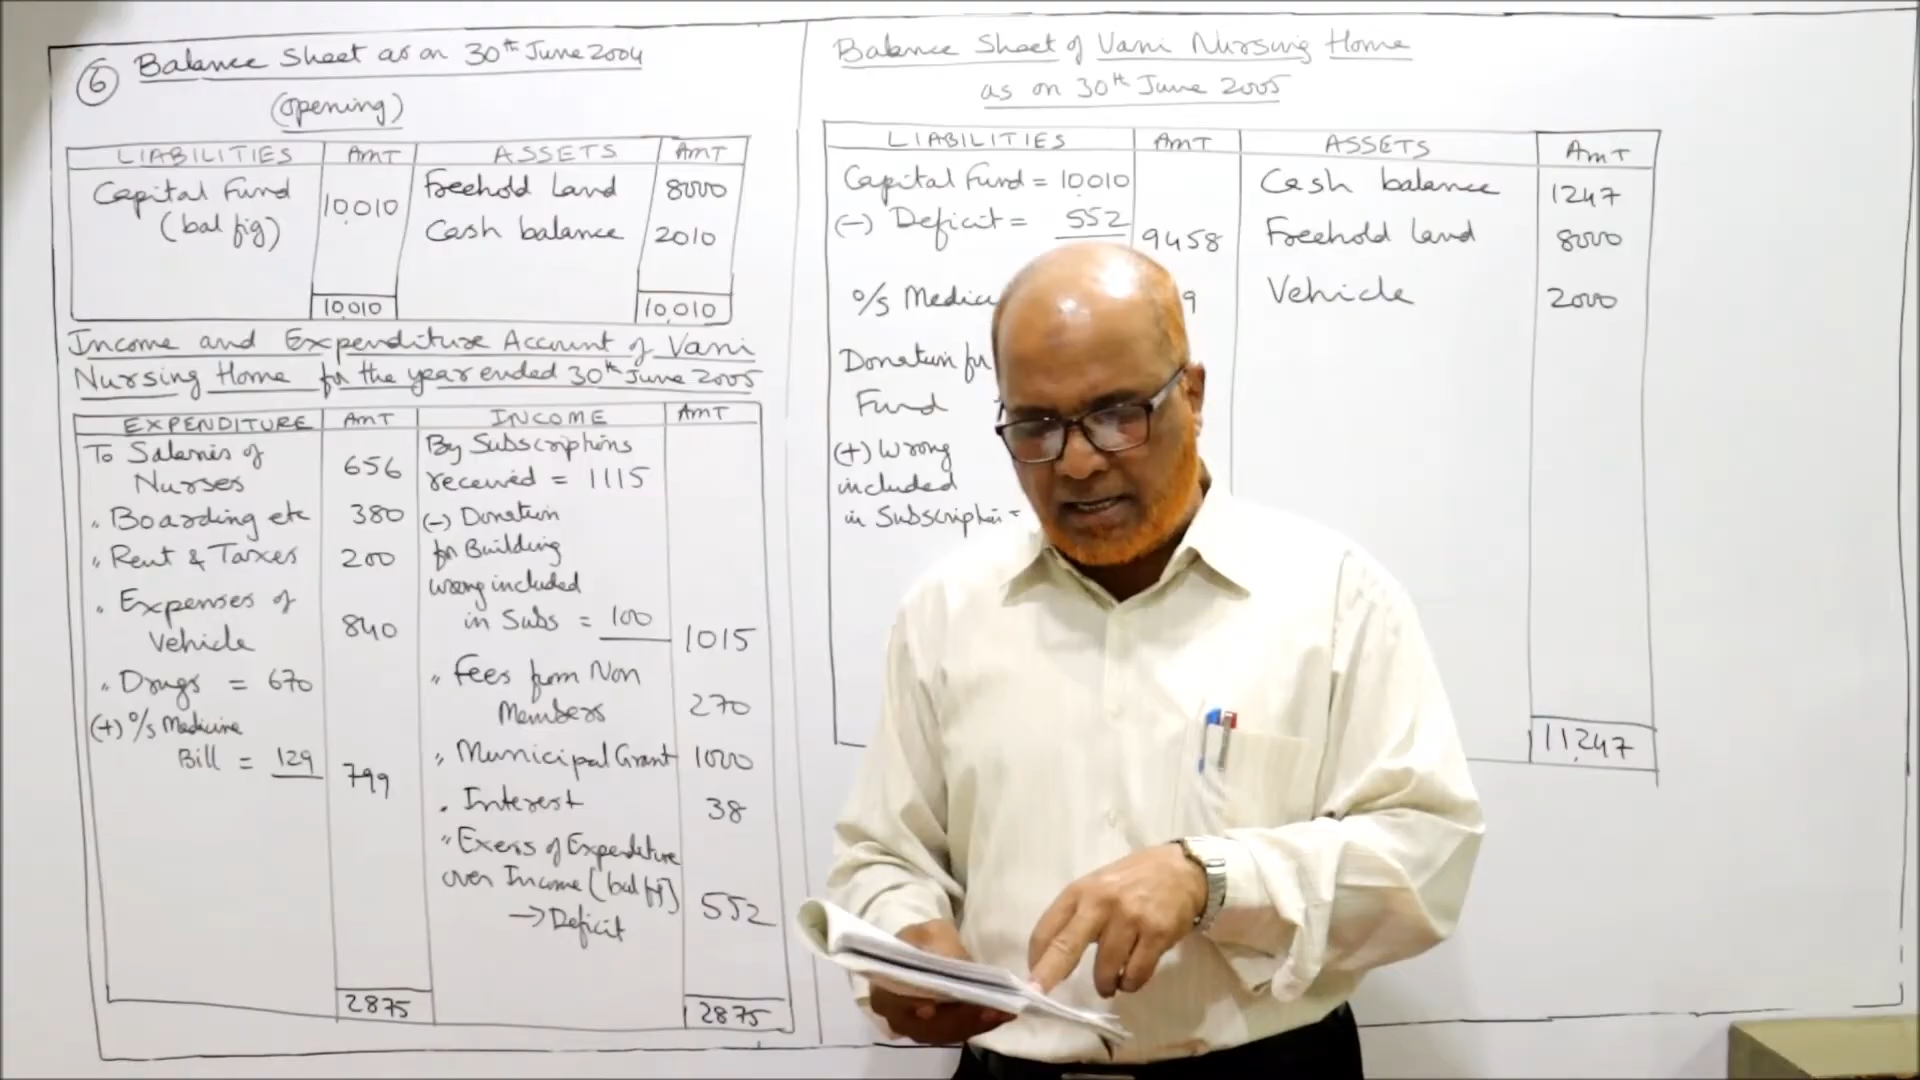 6 Balance Sheet as on 30th June 2004
(opening)
LIABILITIES AMT ASSETS AMT
Capital Fund 10,010 Freehold Land 8000
(bal fig) Cash balance 2010
10,010 10,010
Income and Expenditure Account of Vani
Nursing Home for the year ended 30th June 2005
EXPENDITURE AMT INCOME AMT
To Salaries of By Subscriptions
Nurses 656 received = 1115
" Boarding etc 380 (-) Donation
" Rent & Taxes 200 for Building
" Expenses of wrong included
Vehicle 840 in Subs = 100 1015
" Drugs = 670 " Fees from Non
(+) o/s Medicine Members 270
Bill = 129 799 " Municipal Grant 1000
" Interest 38
" Exess of Expenditure
over Income (bal fig) 552
→ Deficit
2875 2875
Balance Sheet of Vani Nursing Home
as on 30th June 2005
LIABILITIES AMT ASSETS AMT
Capital Fund = 10,010 Cash balance 1247
(-) Deficit = 552 9458 Freehold Land 8000
o/s Vehicle 2000
Donation for
Fund
(+) Wrong
included
in Subscription =
11,247